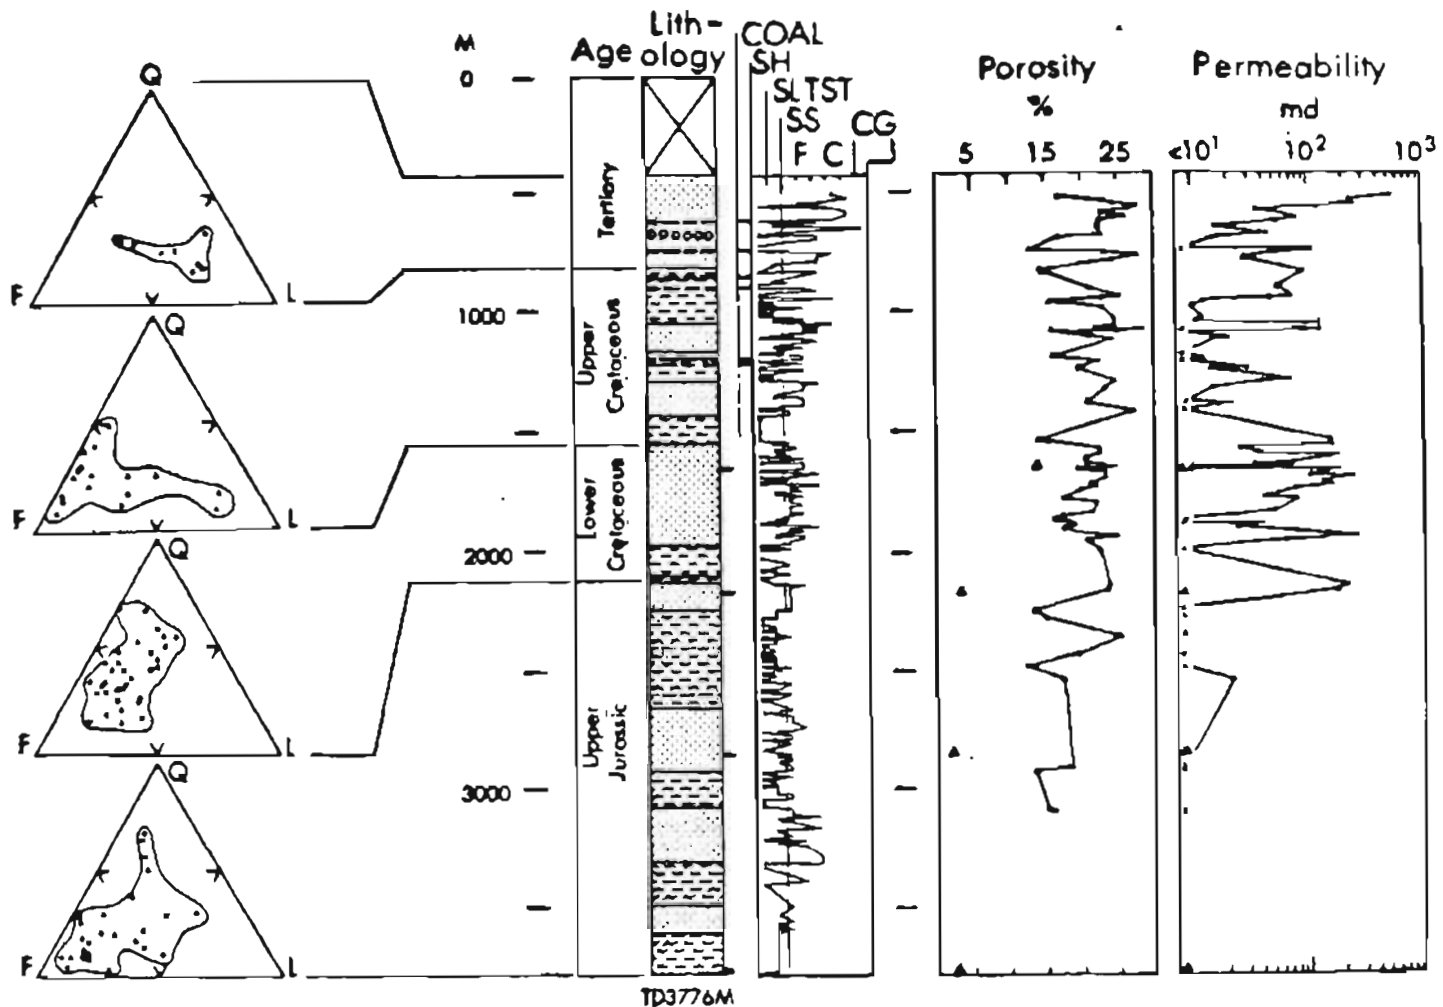 Q
F L
Q
F L
Q
F L
Q
F L
M
0
1000
2000
3000
Age
Lith-
ology
Tertiary
Upper
Cretaceous
Lower
Cretaceous
Upper
Jurassic
TD3776M
COAL
SH
SLTST
SS
F C
CG
Porosity
%
5 15 25
Permeability
md
<10¹ 10² 10³